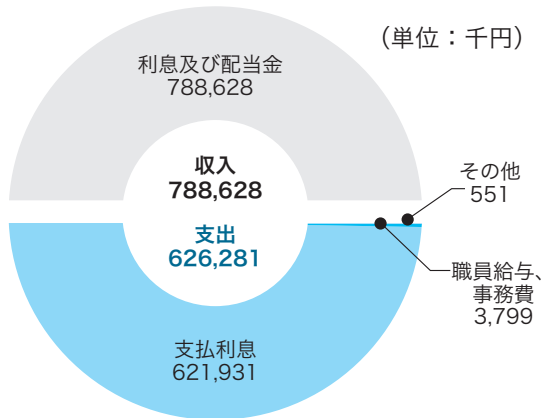 （単位：千円）
利息及び配当金
788,628
収入
788,628
支出
626,281
その他
551
職員給与、
事務費
3,799
支払利息
621,931